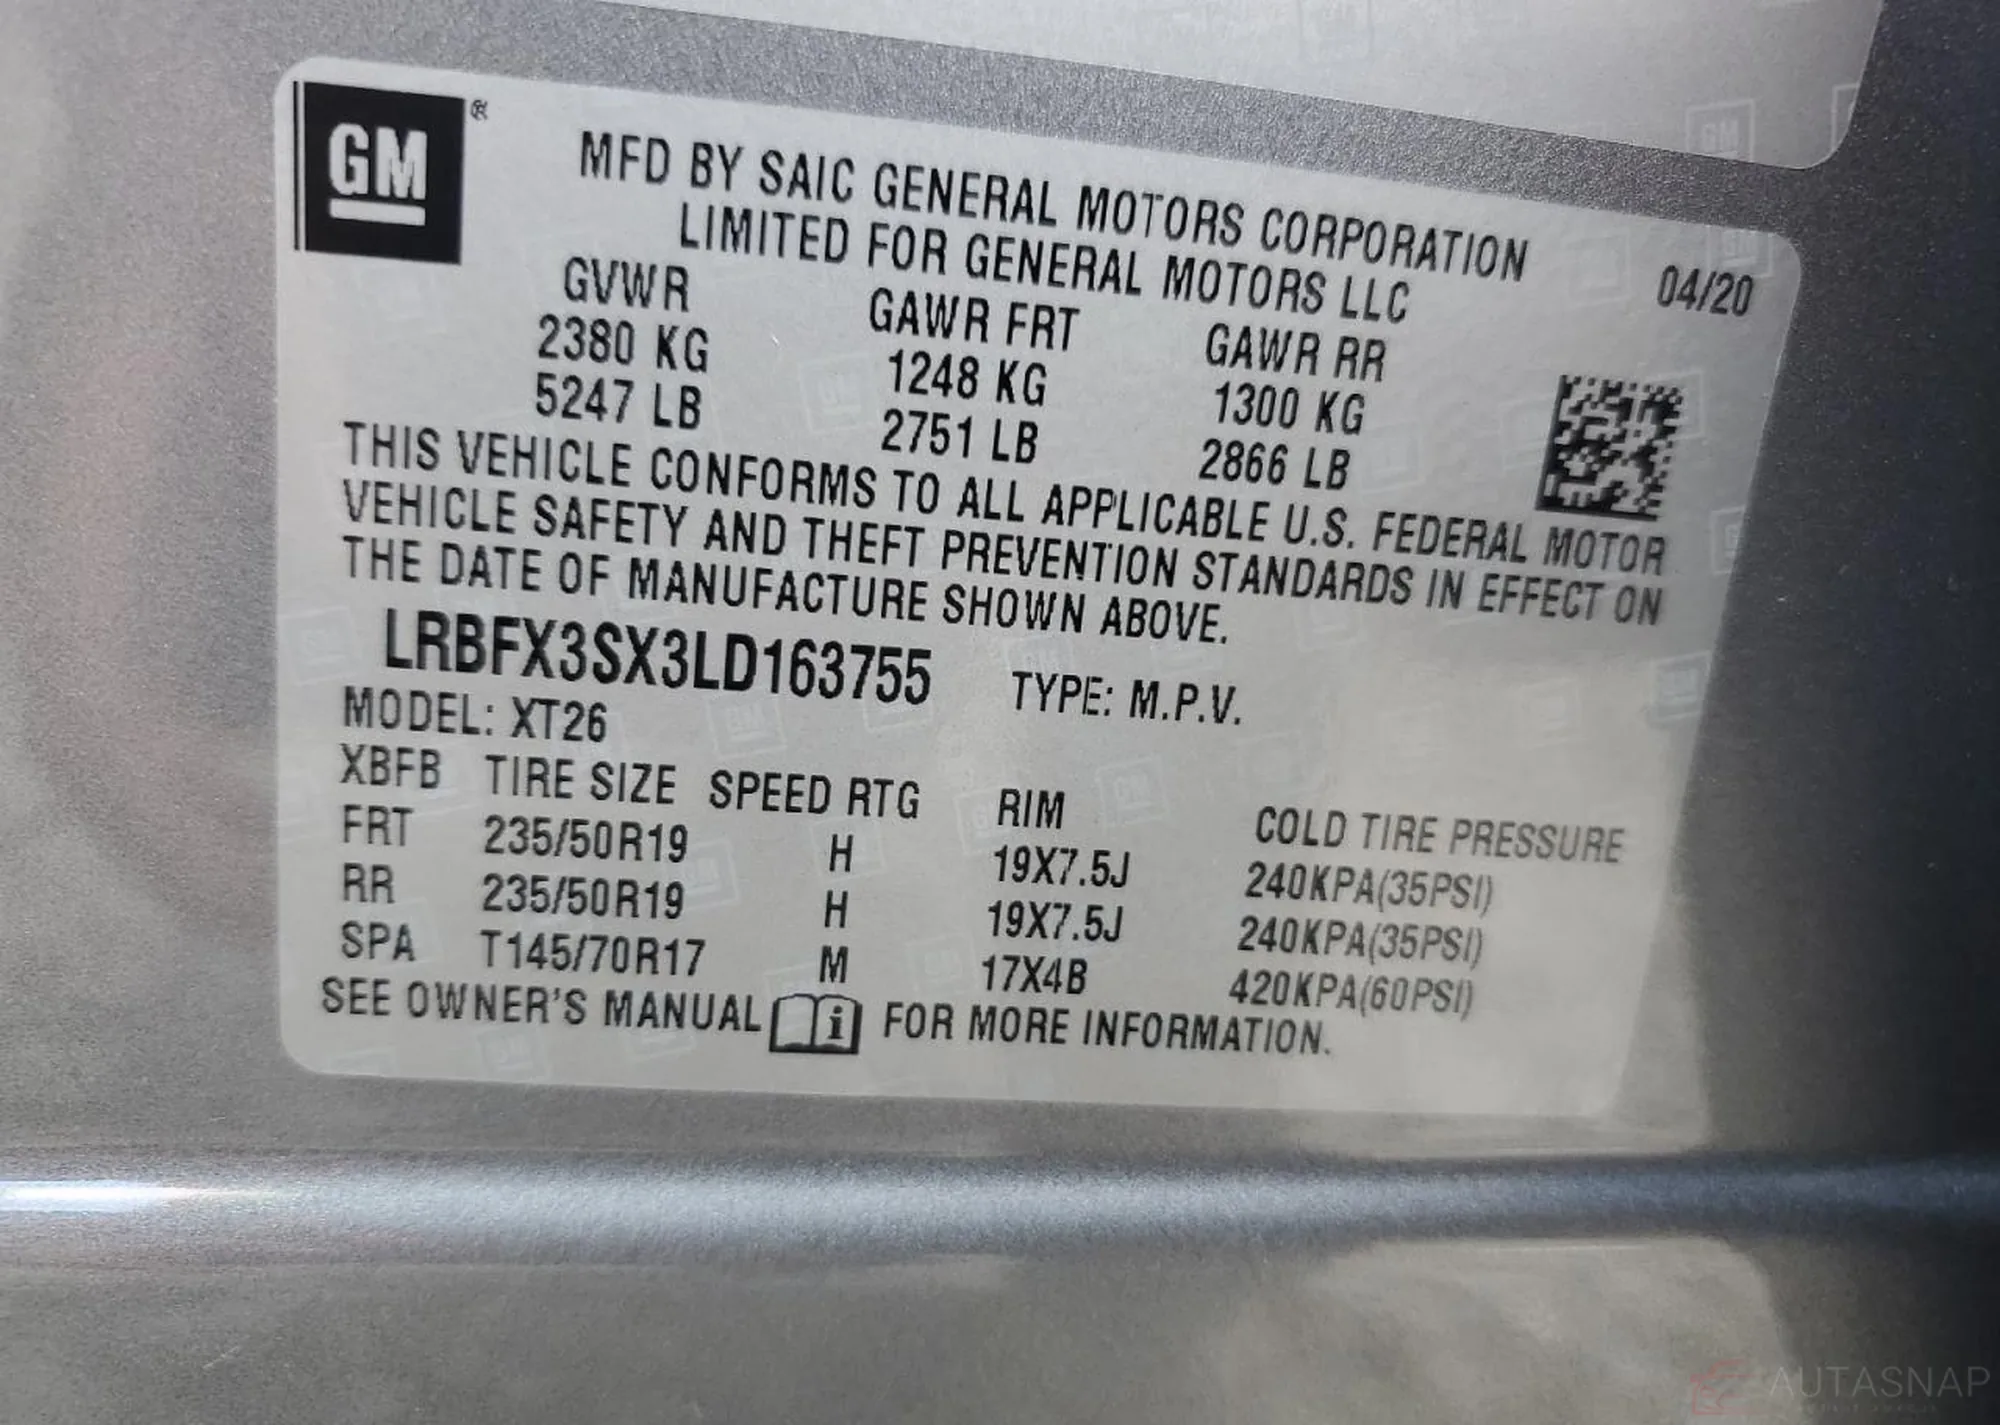 GM ®
MFD BY SAIC GENERAL MOTORS CORPORATION
LIMITED FOR GENERAL MOTORS LLC
04/20
GVWR GAWR FRT GAWR RR
2380 KG 1248 KG 1300 KG
5247 LB 2751 LB 2866 LB
THIS VEHICLE CONFORMS TO ALL APPLICABLE U.S. FEDERAL MOTOR
VEHICLE SAFETY AND THEFT PREVENTION STANDARDS IN EFFECT ON
THE DATE OF MANUFACTURE SHOWN ABOVE.
LRBFX3SX3LD163755 TYPE: M.P.V.
MODEL: XT26
XBFB TIRE SIZE SPEED RTG RIM COLD TIRE PRESSURE
FRT 235/50R19 H 19X7.5J 240KPA(35PSI)
RR 235/50R19 H 19X7.5J 240KPA(35PSI)
SPA T145/70R17 M 17X4B 420KPA(60PSI)
SEE OWNER'S MANUAL i FOR MORE INFORMATION.
AUTASNAP